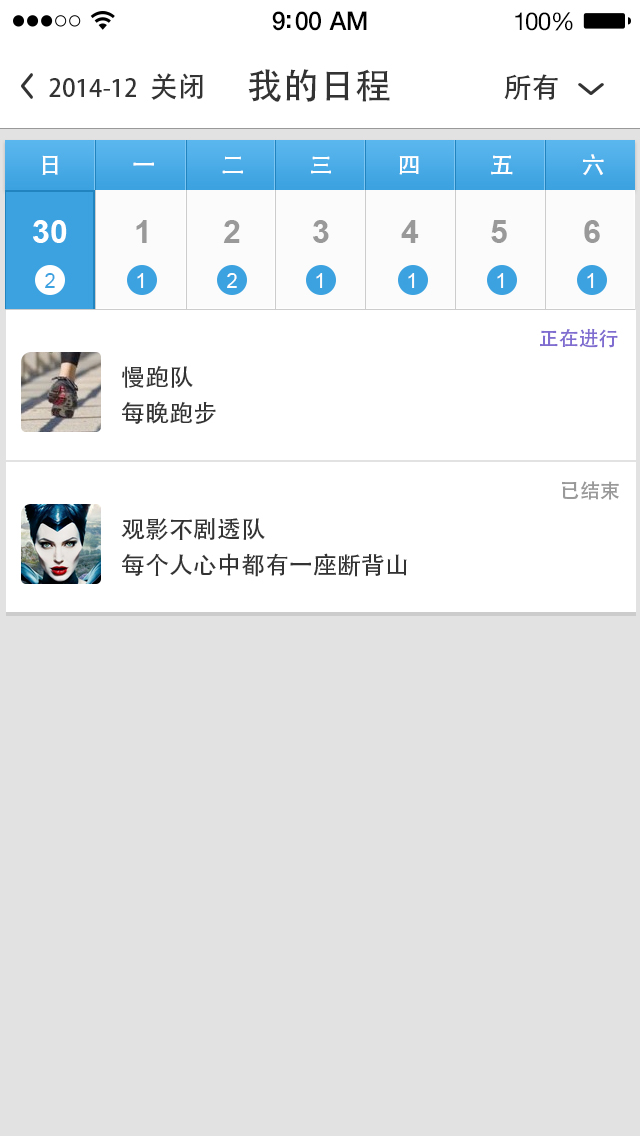 9:00 AM 100%
2014-12 关闭 我的日程 所有
日 一 二 三 四 五 六
30 1 2 3 4 5 6
2 1 2 1 1 1 1
正在进行
慢跑队
每晚跑步
已结束
观影不剧透队
每个人心中都有一座断背山